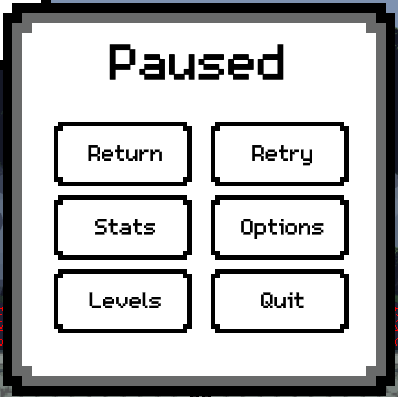 Paused
Return
Retry
Stats
Options
Levels
Quit